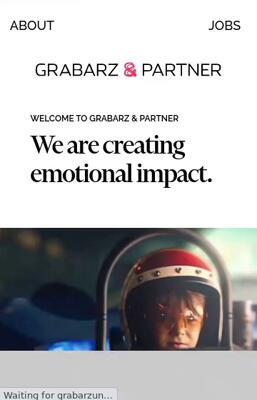 ABOUT
JOBS
GRABARZ & PARTNER
WELCOME TO GRABARZ & PARTNER
We are creating
emotional impact.
Waiting for grabarzun...